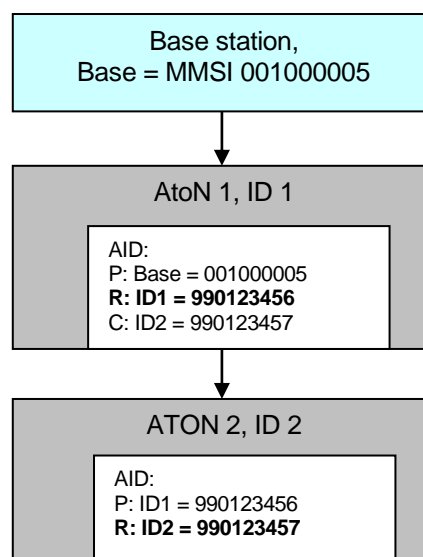 Base station,
Base = MMSI 001000005
AtoN 1, ID 1
AID:
P: Base = 001000005
R: ID1 = 990123456
C: ID2 = 990123457
ATON 2, ID 2
AID:
P: ID1 = 990123456
R: ID2 = 990123457